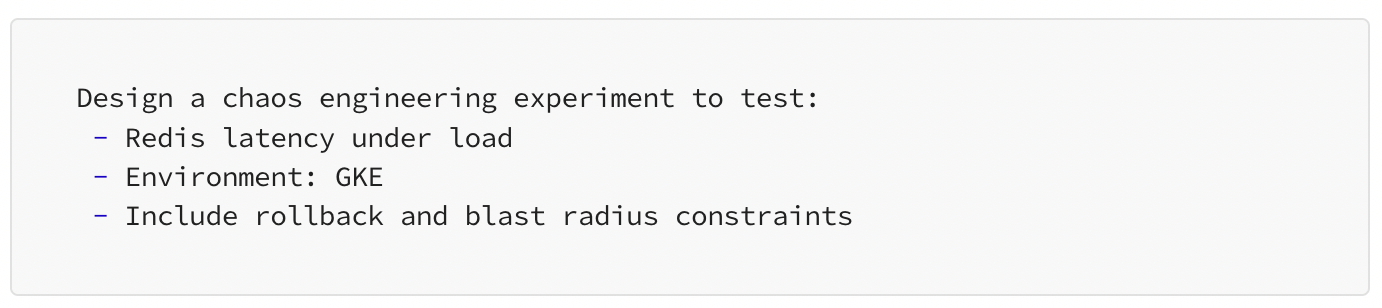 Design a chaos engineering experiment to test:
- Redis latency under load
- Environment: GKE
- Include rollback and blast radius constraints